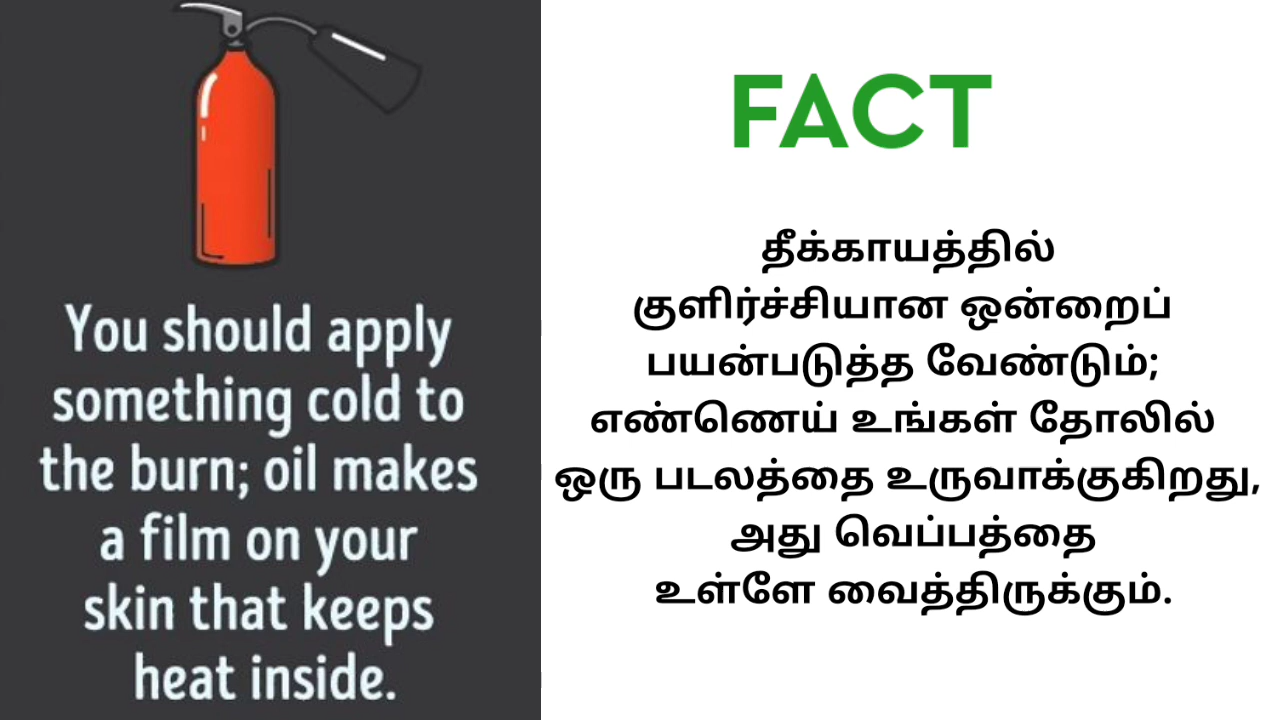 You should apply
something cold to
the burn; oil makes
a film on your
skin that keeps
heat inside.
FACT
தீக்காயத்தில்
குளிர்ச்சியான ஒன்றைப்
பயன்படுத்த வேண்டும்;
எண்ணெய் உங்கள் தோலில்
ஒரு படலத்தை உருவாக்குகிறது,
அது வெப்பத்தை
உள்ளே வைத்திருக்கும்.